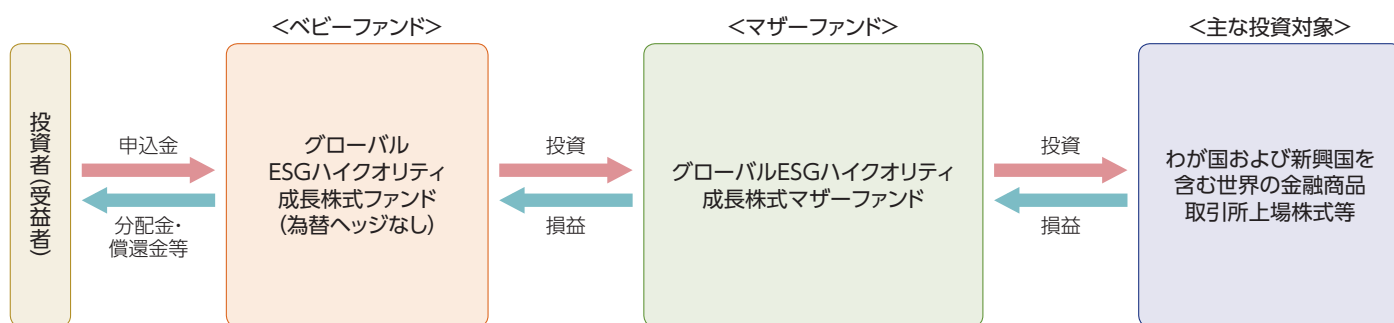 <ベビーファンド>
<マザーファンド>
<主な投資対象>
投資者(受益者)
申込金
分配金・
償還金等
グローバル
ESGハイクオリティ
成長株式ファンド
(為替ヘッジなし)
投資
損益
グローバルESGハイクオリティ
成長株式マザーファンド
投資
損益
わが国および新興国を
含む世界の金融商品
取引所上場株式等